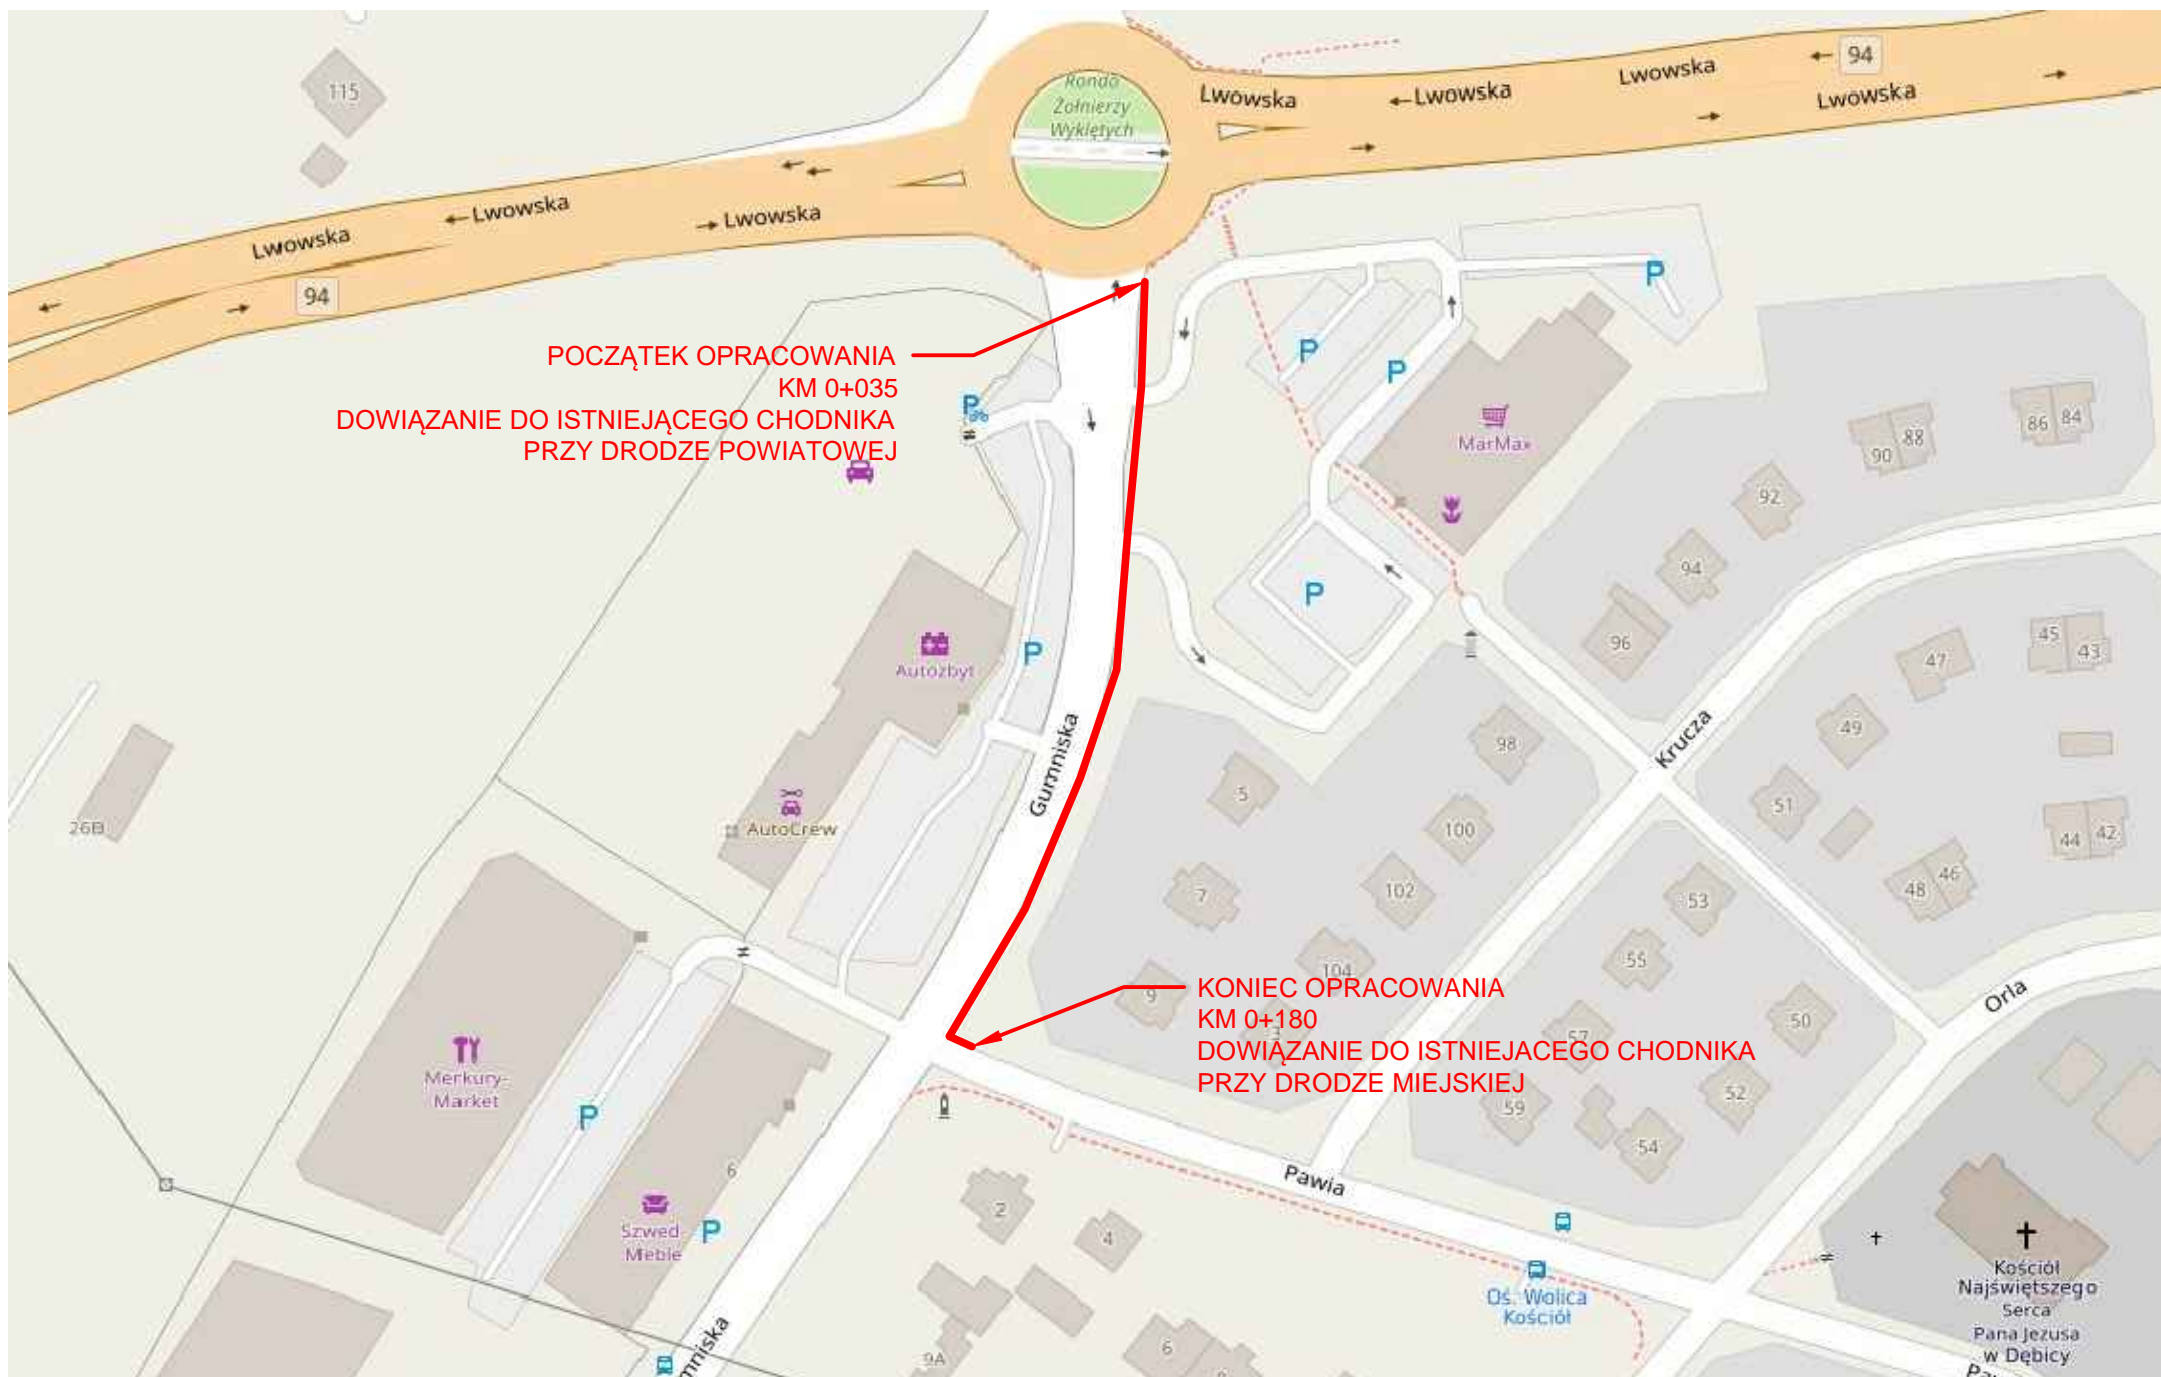 115
Rondo
Żołnierzy
Wyklętych
Lwowska
Lwowska
Lwowska
94
Lwowska
Lwowska
Lwowska
Lwowska
94
P
POCZĄTEK OPRACOWANIA
KM 0+035
DOWIĄZANIE DO ISTNIEJĄCEGO CHODNIKA
PRZY DRODZE POWIATOWEJ
P
P
P
MarMax
86
84
88
90
92
94
96
P
45
43
47
49
Autozbyt
P
Gumniska
Krucza
98
5
51
100
44
42
26B
AutoCrew
7
102
53
48
46
104
55
9
Orla
KONIEC OPRACOWANIA
KM 0+180
DOWIĄZANIE DO ISTNIEJACEGO CHODNIKA
PRZY DRODZE MIEJSKIEJ
3
57
50
52
59
54
Merkury-
Market
P
6
Szwed
Meble
P
2
4
Pawia
Oś. Wolica
Kościół
Kościół
Najświętszego
Serca
Pana Jezusa
w Dębicy
9A
6